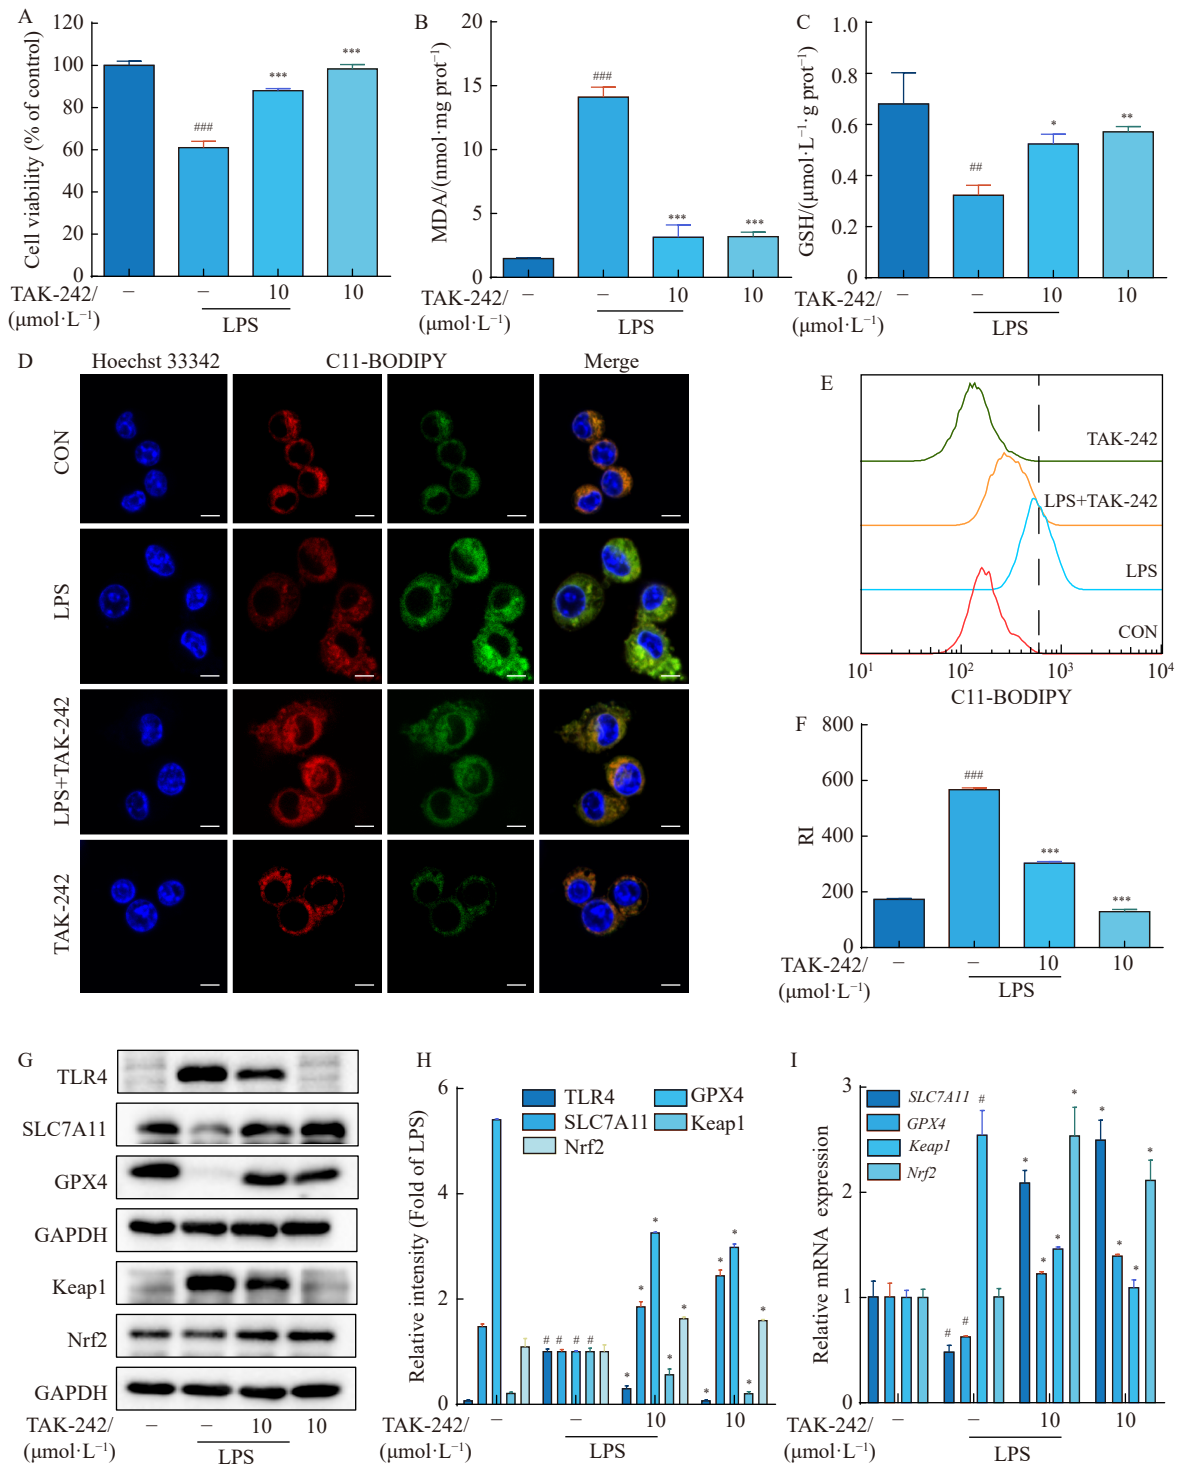 A
120
100
80
60
40
20
0
Cell viability (% of control)
###
***
***
TAK-242/
(μmol·L⁻¹)
–
–
10
10
LPS
B
20
15
10
5
0
MDA/(nmol·mg prot⁻¹)
###
***
***
TAK-242/
(μmol·L⁻¹)
–
–
10
10
LPS
C
1.0
0.8
0.6
0.4
0.2
0
GSH/(μmol·L⁻¹·g prot⁻¹)
##
*
**
TAK-242/
(μmol·L⁻¹)
–
–
10
10
LPS
D
Hoechst 33342
C11-BODIPY
Merge
CON
LPS
LPS+TAK-242
TAK-242
E
TAK-242
LPS+TAK-242
LPS
CON
10¹
10²
10³
10⁴
C11-BODIPY
F
800
600
400
200
0
RI
###
***
***
TAK-242/
(μmol·L⁻¹)
–
–
10
10
LPS
G
TLR4
SLC7A11
GPX4
GAPDH
Keap1
Nrf2
GAPDH
TAK-242/
(μmol·L⁻¹)
–
–
10
10
LPS
H
6
4
2
0
Relative intensity (Fold of LPS)
TLR4
GPX4
SLC7A11
Keap1
Nrf2
# # # #
* * * * *
* * * * *
TAK-242/
(μmol·L⁻¹)
–
–
10
10
LPS
I
3
2
1
0
Relative mRNA expression
SLC7A11
GPX4
Keap1
Nrf2
# # #
* * * *
* * * *
TAK-242/
(μmol·L⁻¹)
–
–
10
10
LPS